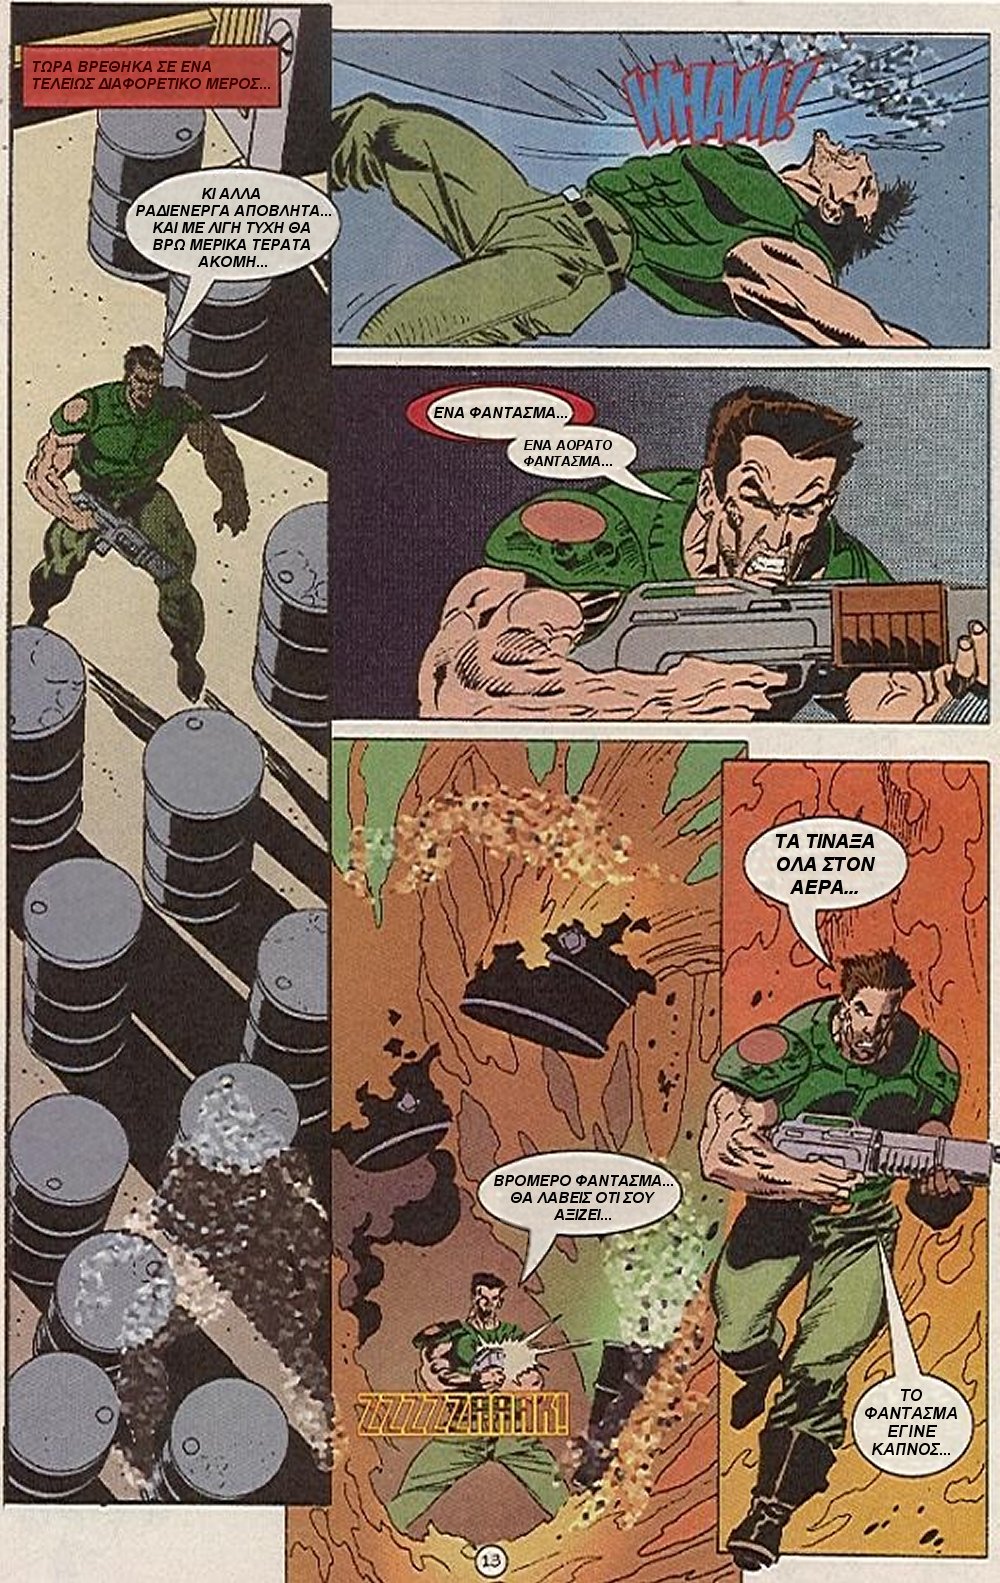 ΤΩΡΑ ΒΡΕΘΗΚΑ ΣΕ ΕΝΑ
ΤΕΛΕΙΩΣ ΔΙΑΦΟΡΕΤΙΚΟ ΜΕΡΟΣ...
ΚΙ ΑΛΛΑ
ΡΑΔΙΕΝΕΡΓΑ ΑΠΟΒΛΗΤΑ...
ΚΑΙ ΜΕ ΛΙΓΗ ΤΥΧΗ ΘΑ
ΒΡΩ ΜΕΡΙΚΑ ΤΕΡΑΤΑ
ΑΚΟΜΗ...
WHAM!
ΕΝΑ ΦΑΝΤΑΣΜΑ...
ΕΝΑ ΑΟΡΑΤΟ
ΦΑΝΤΑΣΜΑ...
ΒΡΟΜΕΡΟ ΦΑΝΤΑΣΜΑ...
ΘΑ ΛΑΒΕΙΣ ΟΤΙ ΣΟΥ
ΑΞΙΖΕΙ...
ZZZZZZAAAK!
ΤΑ ΤΙΝΑΞΑ
ΟΛΑ ΣΤΟΝ
ΑΕΡΑ...
ΤΟ
ΦΑΝΤΑΣΜΑ
ΕΓΙΝΕ
ΚΑΠΝΟΣ...
13